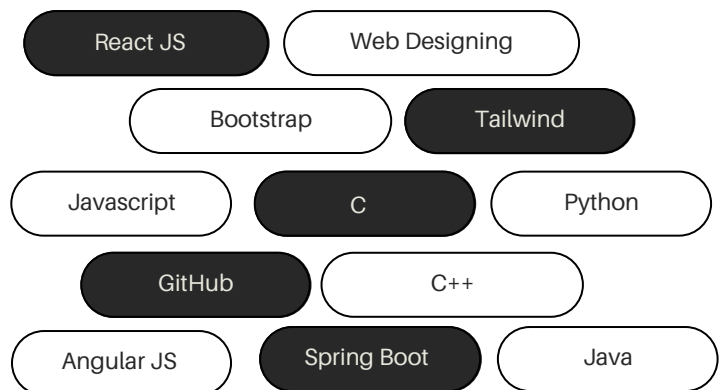 React JS
Web Designing
Bootstrap
Tailwind
Javascript
C
Python
GitHub
C++
Angular JS
Spring Boot
Java